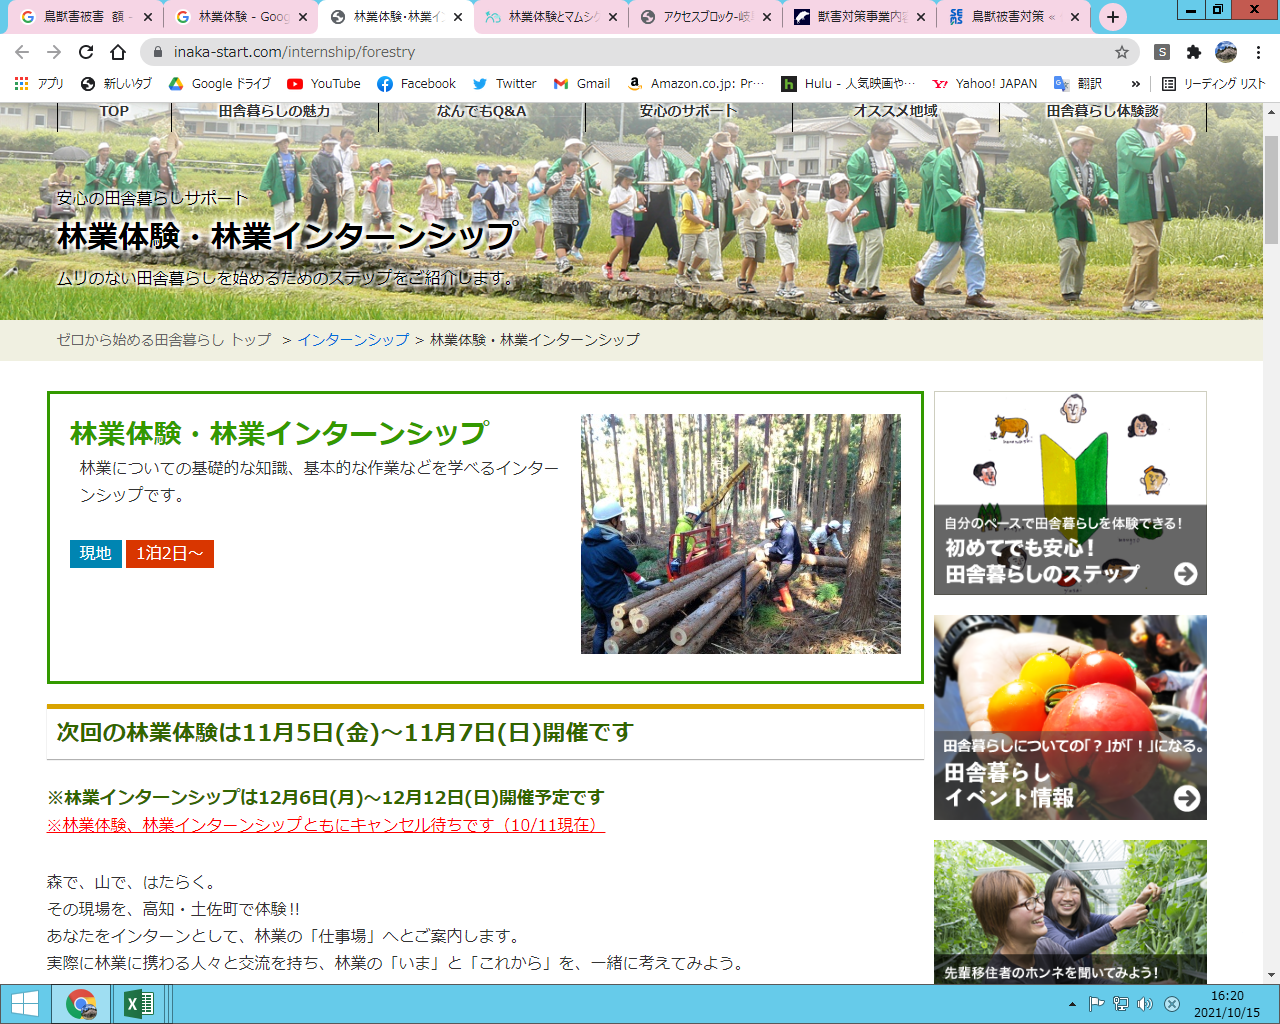 鳥獣害被害 額 -
林業体験 - Goog
林業体験・林業イン
林業体験とマムシク
アクセスブロック-岐
獣害対策事業内容
鳥獣被害対策 «
inaka-start.com/internship/forestry
アプリ
新しいタブ
Google ドライブ
YouTube
Facebook
Twitter
Gmail
Amazon.co.jp: Pr…
Hulu - 人気映画や…
Yahoo! JAPAN
翻訳
»
リーディング リスト
TOP
田舎暮らしの魅力
なんでもQ&A
安心のサポート
オススメ地域
田舎暮らし体験談
安心の田舎暮らしサポート
林業体験・林業インターンシップ
ムリのない田舎暮らしを始めるためのステップをご紹介します。
ゼロから始める田舎暮らし トップ > インターンシップ > 林業体験・林業インターンシップ
林業体験・林業インターンシップ
林業についての基礎的な知識、基本的な作業などを学べるインター
ンシップです。
現地
1泊2日〜
次回の林業体験は11月5日(金)〜11月7日(日)開催です
※林業インターンシップは12月6日(月)〜12月12日(日)開催予定です
※林業体験、林業インターンシップともにキャンセル待ちです（10/11現在）
森で、山で、はたらく。
その現場を、高知・土佐町で体験!!
あなたをインターンとして、林業の「仕事場」へとご案内します。
実際に林業に携わる人々と交流を持ち、林業の「いま」と「これから」を、一緒に考えてみよう。
自分のペースで田舎暮らしを体験できる!
初めてでも安心!
田舎暮らしのステップ
田舎暮らしについての「？」が「！」になる。
田舎暮らし
イベント情報
先輩移住者のホンネを聞いてみよう!
16:20
2021/10/15